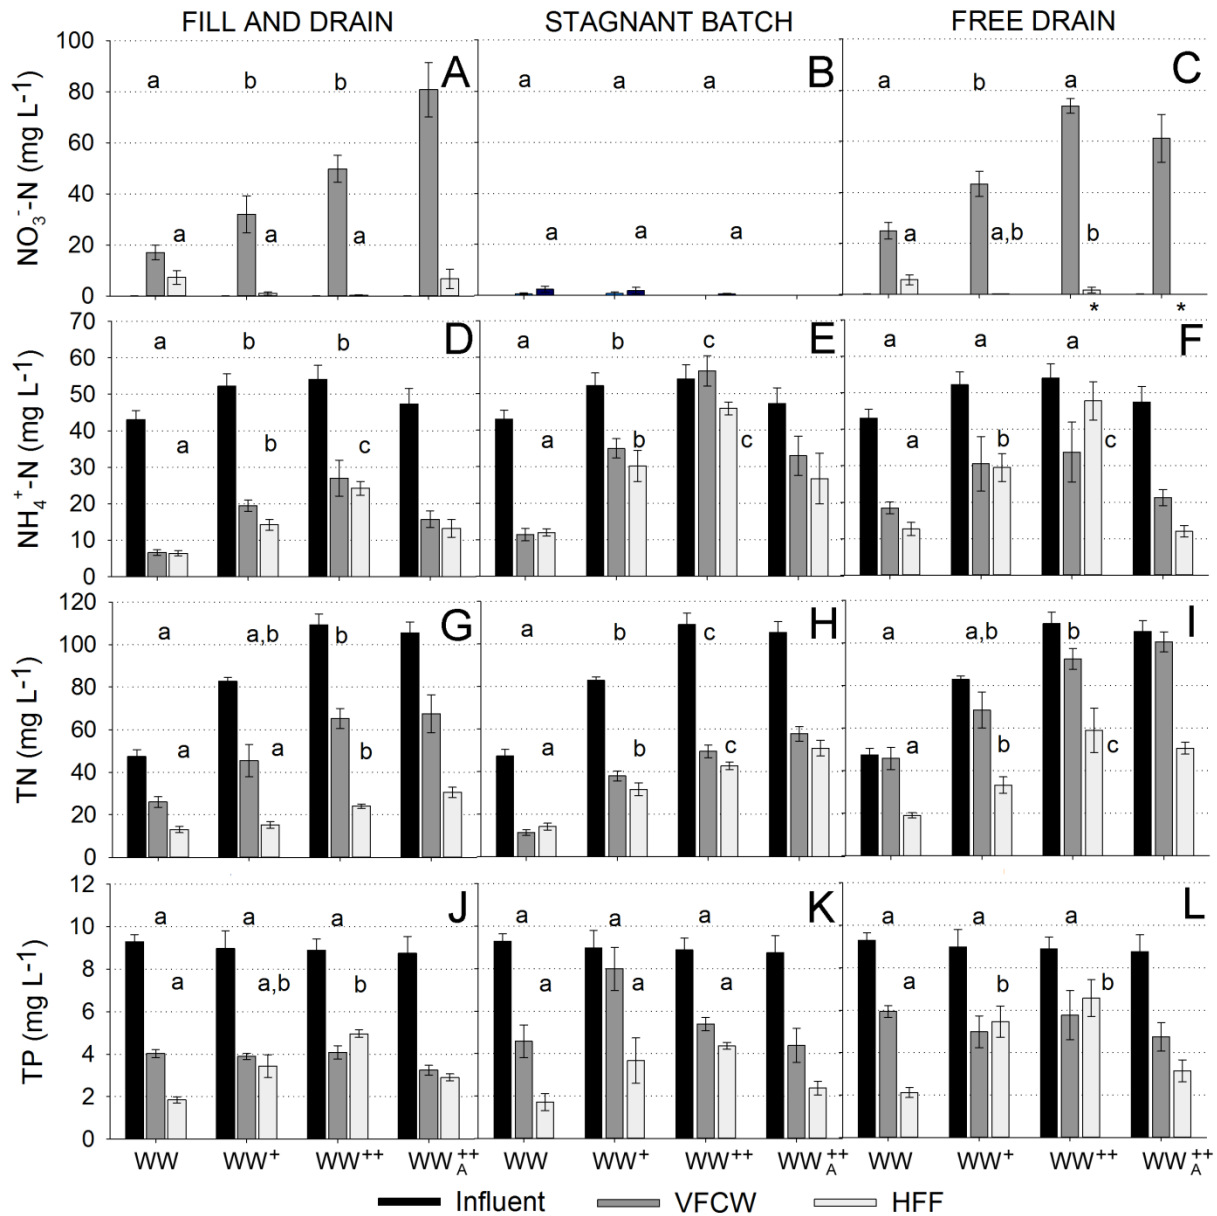 FILL AND DRAIN STAGNANT BATCH FREE DRAIN
NO₃⁻-N (mg L-1)
100
80
60
40
20
0
A
a b b
a a a
B
a a a
a a a
C
a b a
a a,b b
* *
NH₄⁺-N (mg L-1)
70
60
50
40
30
20
10
0
D
a b b
a b c
E
a b c
a b c
F
a a a
a b c
TN (mg L-1)
120
100
80
60
40
20
0
G
a a,b b
a a b
H
a b c
a b c
I
a a,b b
a b c
TP (mg L-1)
12
10
8
6
4
2
0
J
a a a
a a,b b
K
a a a
a a a
L
a a a
a b b
WW WW⁺ WW⁺⁺ WW_A⁺⁺ WW WW⁺ WW⁺⁺ WW_A⁺⁺ WW WW⁺ WW⁺⁺ WW_A⁺⁺
Influent VFCW HFF